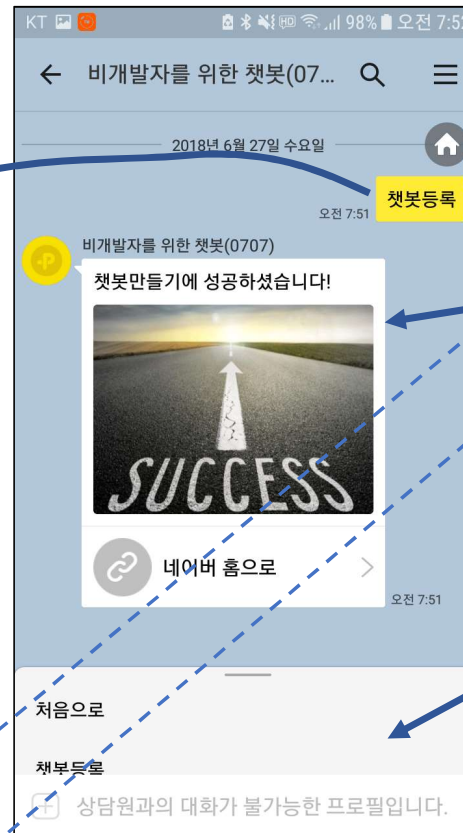 KT HD 98% 오전 7:52
비개발자를 위한 챗봇(07...
2018년 6월 27일 수요일
챗봇등록
오전 7:51
비개발자를 위한 챗봇(0707)
챗봇만들기에 성공하셨습니다!
SUCCESS
네이버 홈으로
오전 7:51
처음으로
챗봇등록
상담원과의 대화가 불가능한 프로필입니다.